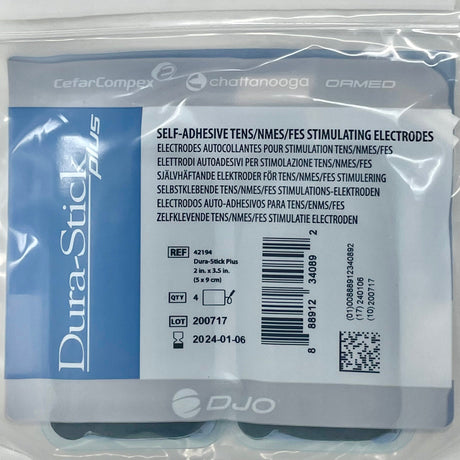 CefarCompex chattanooga ORMED
Dura-Stick plus
SELF-ADHESIVE TENS/NMES/FES STIMULATING ELECTRODES
ELECTRODES AUTOCOLLANTES POUR STIMULATION TENS/NMES/FES
ELETTRODI AUTOADESIVI PER STIMOLAZIONE TENS/NMES/FES
SJÄLVHÄFTANDE ELEKTRODER FÖR TENS/NMES/FES STIMULERING
SELBSTKLEBENDE TENS/NMES/FES-STIMULATIONS-ELEKTRODEN
ELECTRODOS AUTO-ADHESIVOS PARA TENS/ENMS/FES
ZELFKLEVENDE TENS/NMES/FES STIMULATIE ELECTRODEN
REF 42194
Dura-Stick Plus
2 in. x 3.5 in.
(5 x 9 cm)
QTY 4
LOT 200717
2024-01-06
8 88912 34089 2
(01)00888912340892
(17) 240106
(10) 200717
DJO